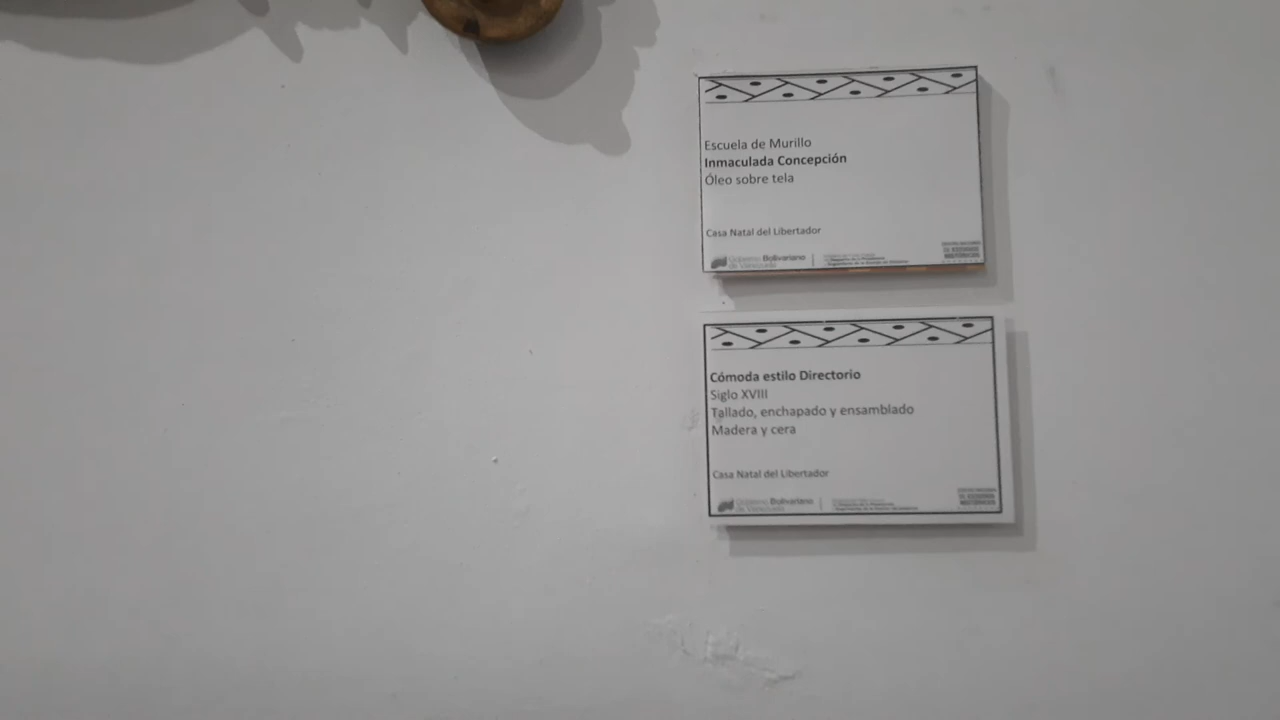 Escuela de Murillo
Inmaculada Concepción
Óleo sobre tela
Casa Natal del Libertador
Gobierno Bolivariano
de Venezuela
Cómoda estilo Directorio
Siglo XVIII
Tallado, enchapado y ensamblado
Madera y cera
Casa Natal del Libertador
Gobierno Bolivariano
de Venezuela